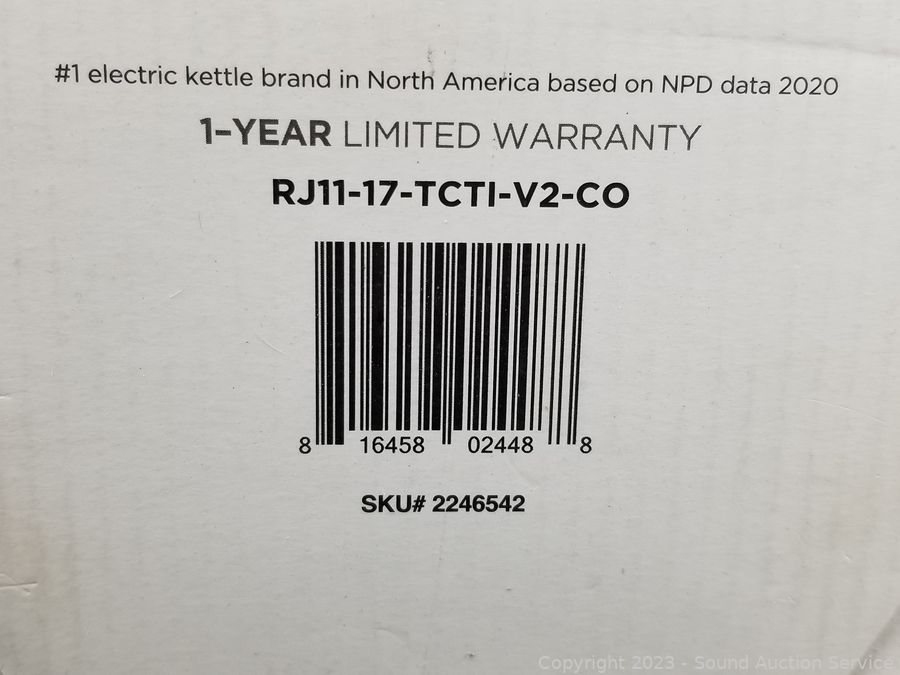 #1 electric kettle brand in North America based on NPD data 2020
1-YEAR LIMITED WARRANTY
RJ11-17-TCTI-V2-CO
8 16458 02448 8
SKU# 2246542
Copyright 2023 - Sound Auction Service